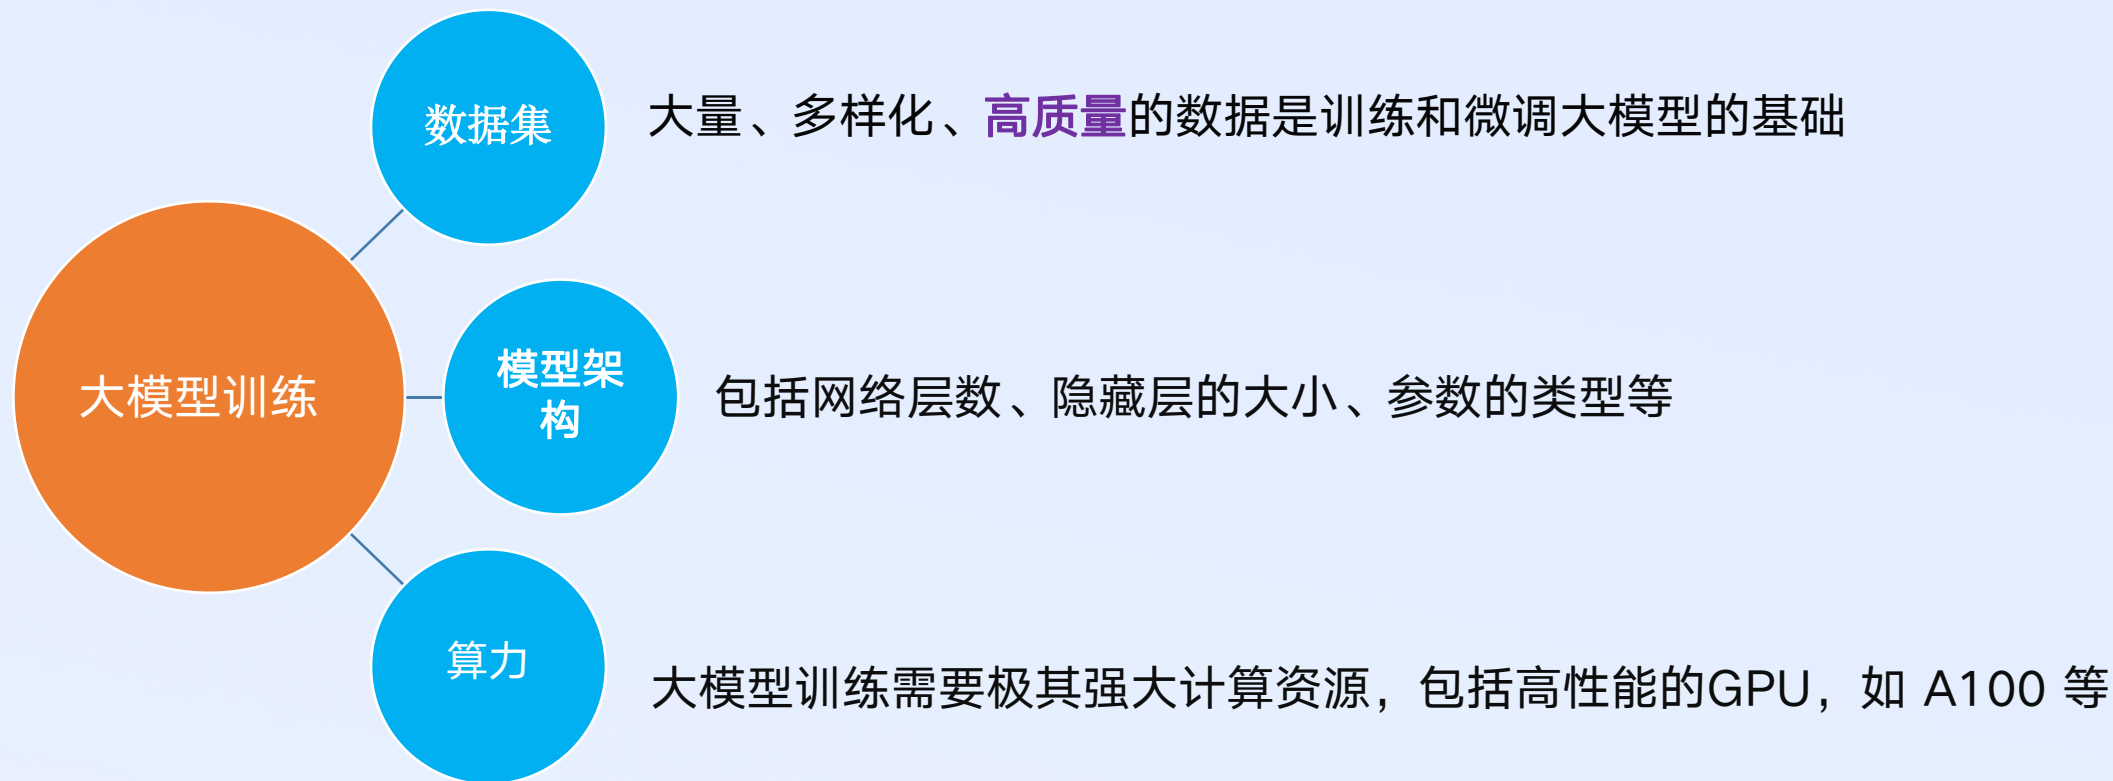 数据集
大量、多样化、高质量的数据是训练和微调大模型的基础
大模型训练
模型架
构
包括网络层数、隐藏层的大小、参数的类型等
算力
大模型训练需要极其强大计算资源，包括高性能的GPU，如 A100 等